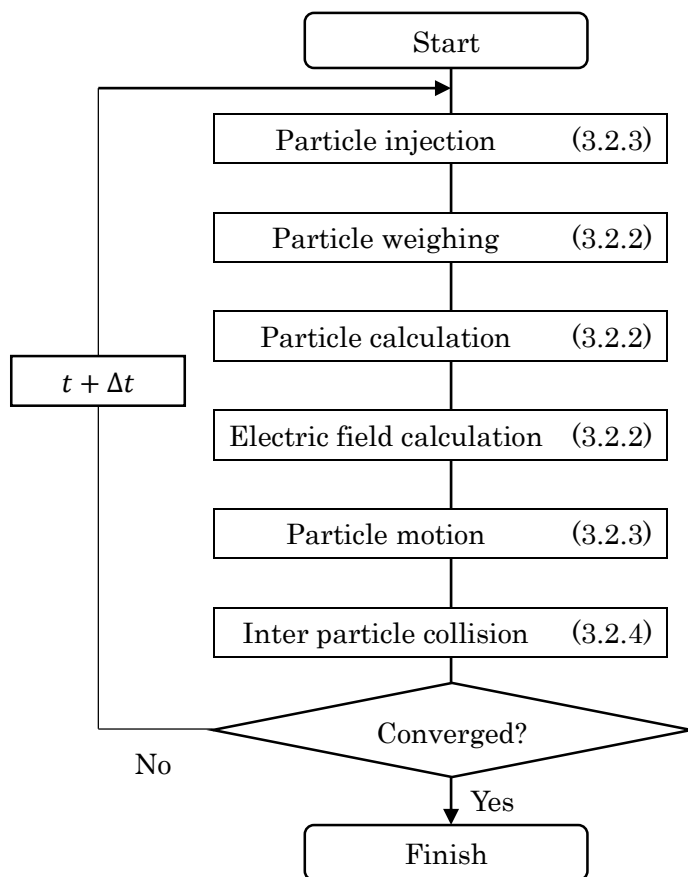 Start
Particle injection (3.2.3)
Particle weighing (3.2.2)
Particle calculation (3.2.2)
t + Δt
Electric field calculation (3.2.2)
Particle motion (3.2.3)
Inter particle collision (3.2.4)
Converged?
No
Yes
Finish